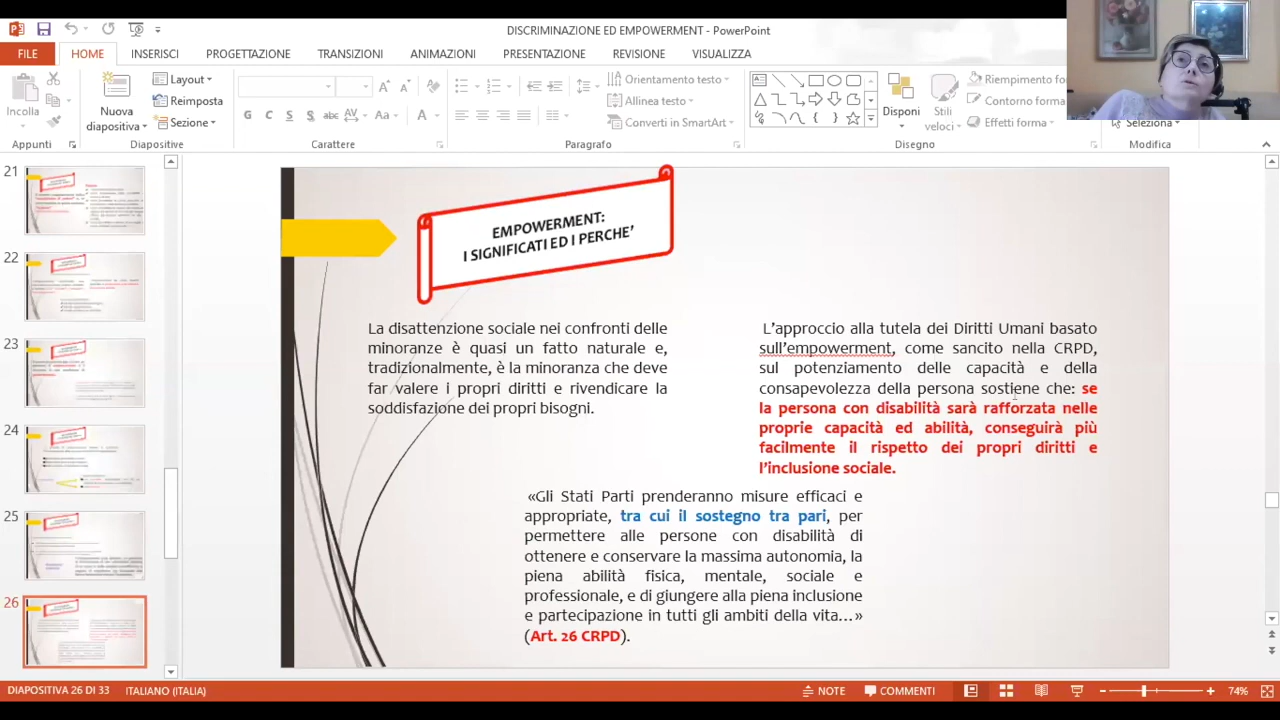 DISCRIMINAZIONE ED EMPOWERMENT - PowerPoint
FILE
HOME
INSERISCI
PROGETTAZIONE
TRANSIZIONI
ANIMAZIONI
PRESENTAZIONE
REVISIONE
VISUALIZZA
Incolla
Appunti
Nuova
diapositiva
Layout
Reimposta
Sezione
Diapositive
G
C
S
S
abc
AV
Aa
A
Carattere
Orientamento testo
Allinea testo
Converti in SmartArt
Paragrafo
Disponi
Stili
veloci
Riempimento fo
Contorno forma
Effetti forma
Disegno
Seleziona
Modifica
21
22
23
24
25
26
EMPOWERMENT:
I SIGNIFICATI ED I PERCHE'
La disattenzione sociale nei confronti delle
minoranze è quasi un fatto naturale e,
tradizionalmente, è la minoranza che deve
far valere i propri diritti e rivendicare la
soddisfazione dei propri bisogni.
L'approccio alla tutela dei Diritti Umani basato
sull'empowerment, come sancito nella CRPD,
sul potenziamento delle capacità e della
consapevolezza della persona sostiene che: se
la persona con disabilità sarà rafforzata nelle
proprie capacità ed abilità, conseguirà più
facilmente il rispetto dei propri diritti e
l'inclusione sociale.
«Gli Stati Parti prenderanno misure efficaci e
appropriate, tra cui il sostegno tra pari, per
permettere alle persone con disabilità di
ottenere e conservare la massima autonomia, la
piena abilità fisica, mentale, sociale e
professionale, e di giungere alla piena inclusione
e partecipazione in tutti gli ambiti della vita…»
(Art. 26 CRPD).
DIAPOSITIVA 26 DI 33
ITALIANO (ITALIA)
NOTE
COMMENTI
74%